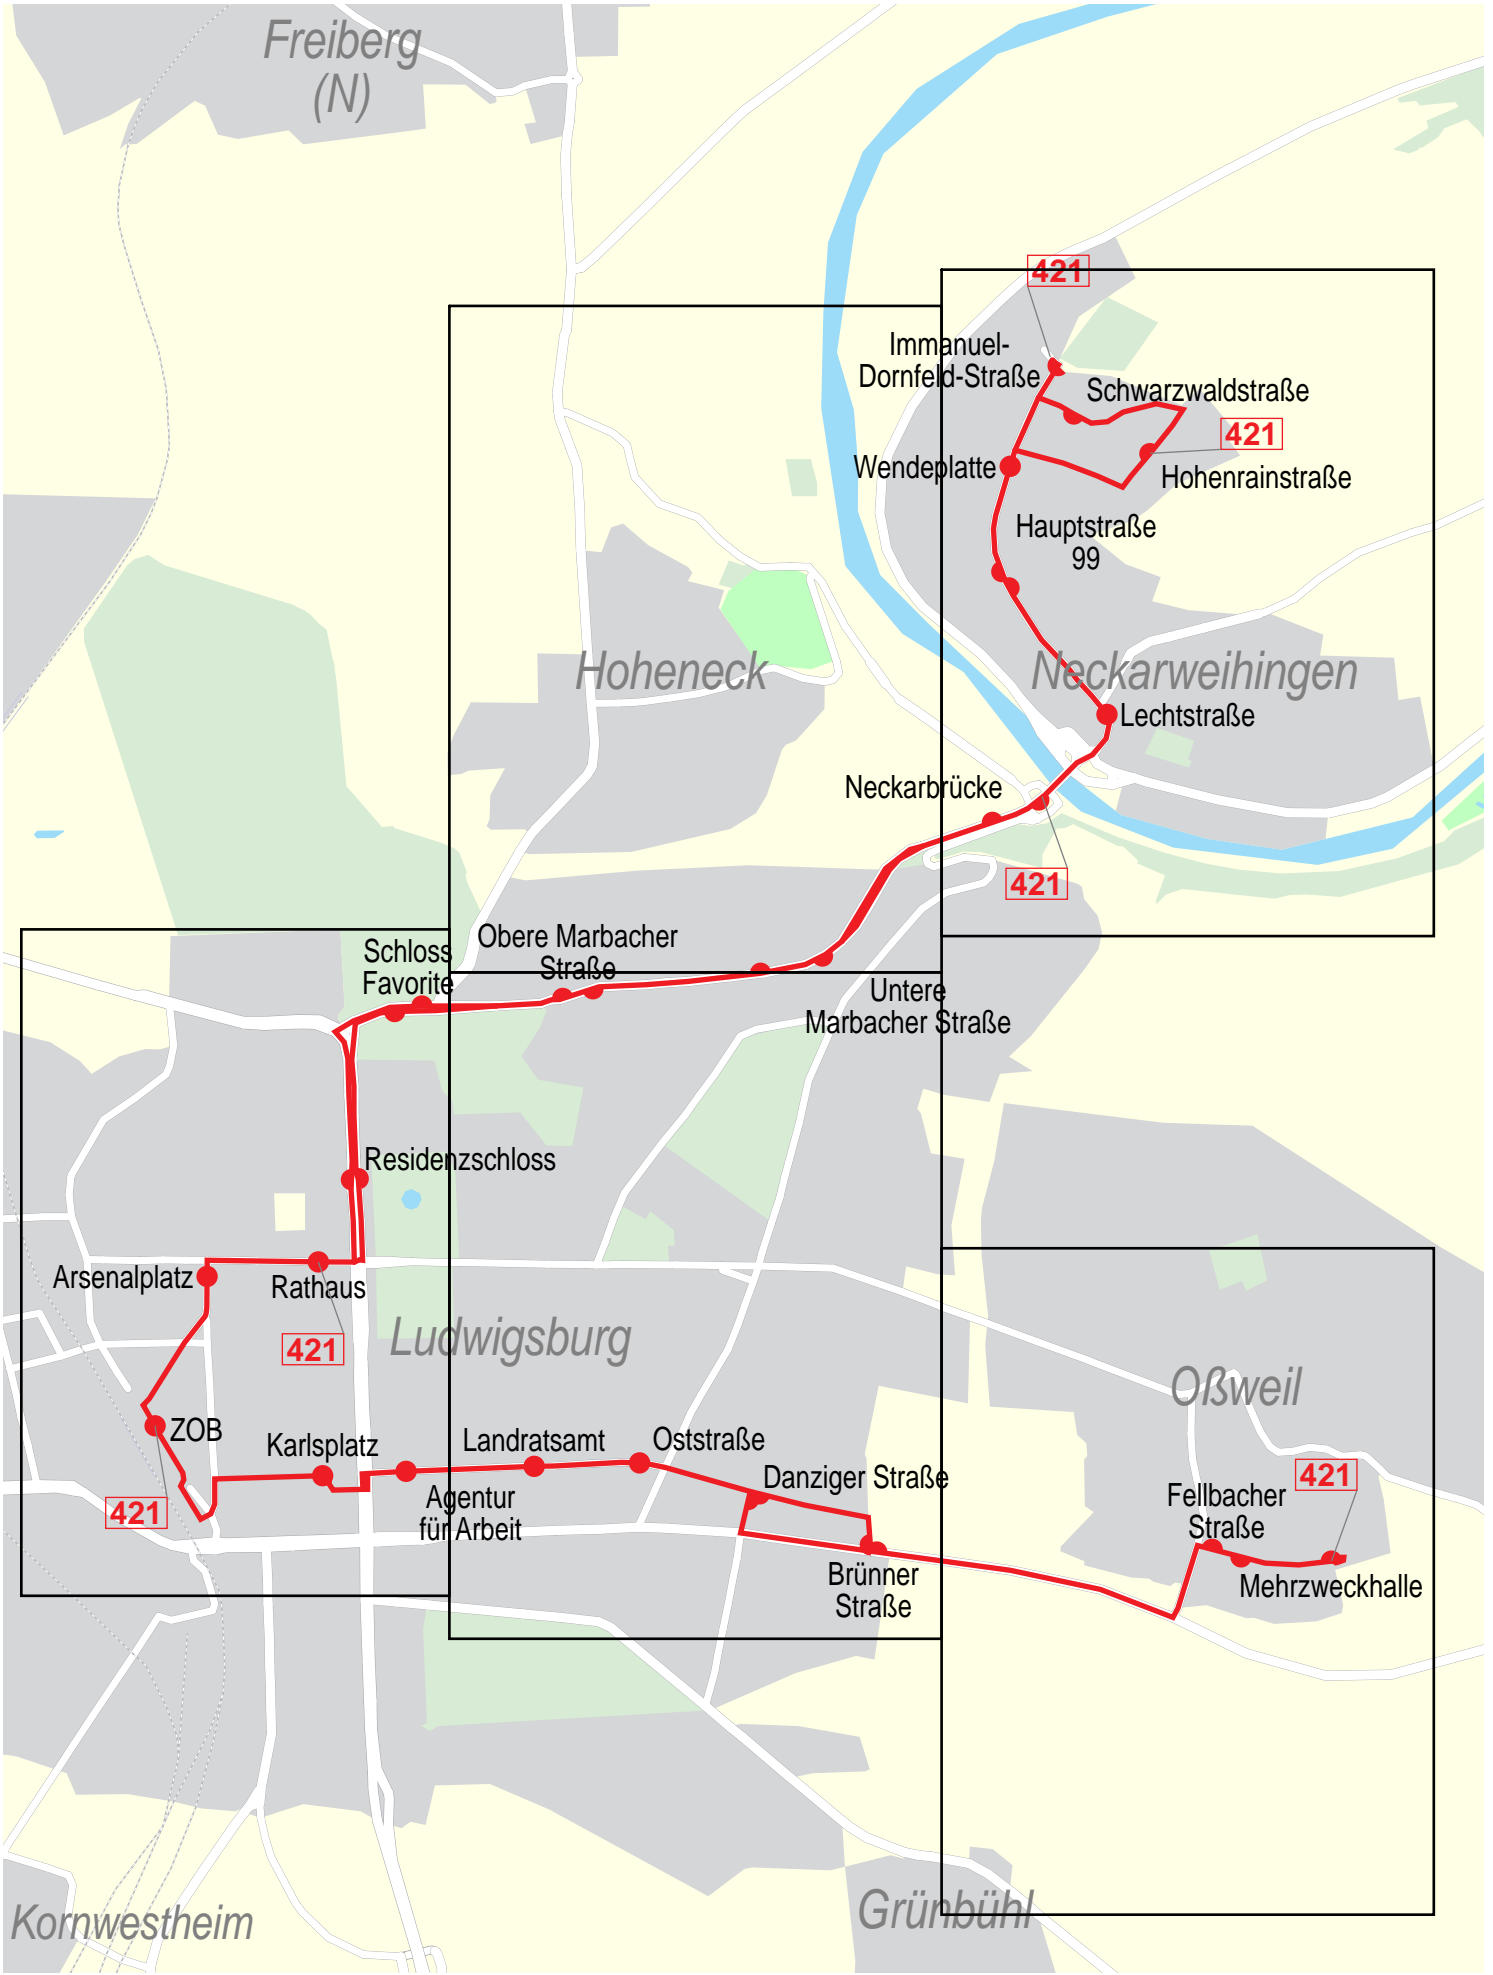 Freiberg
(N)
421
Immanuel-
Dornfeld-Straße
Schwarzwaldstraße
421
Wendeplatte
Hohenrainstraße
Hauptstraße
99
Hoheneck
Neckarweihingen
Lechtstraße
Neckarbrücke
421
Schloss
Favorite
Obere Marbacher
Straße
Untere
Marbacher Straße
Residenzschloss
Arsenalplatz
Rathaus
421
Ludwigsburg
Oßweil
ZOB
Karlsplatz
Landratsamt
Oststraße
Danziger Straße
421
Agentur
für Arbeit
Fellbacher
Straße
421
Brünner
Straße
Mehrzweckhalle
Kornwestheim
Grünbühl